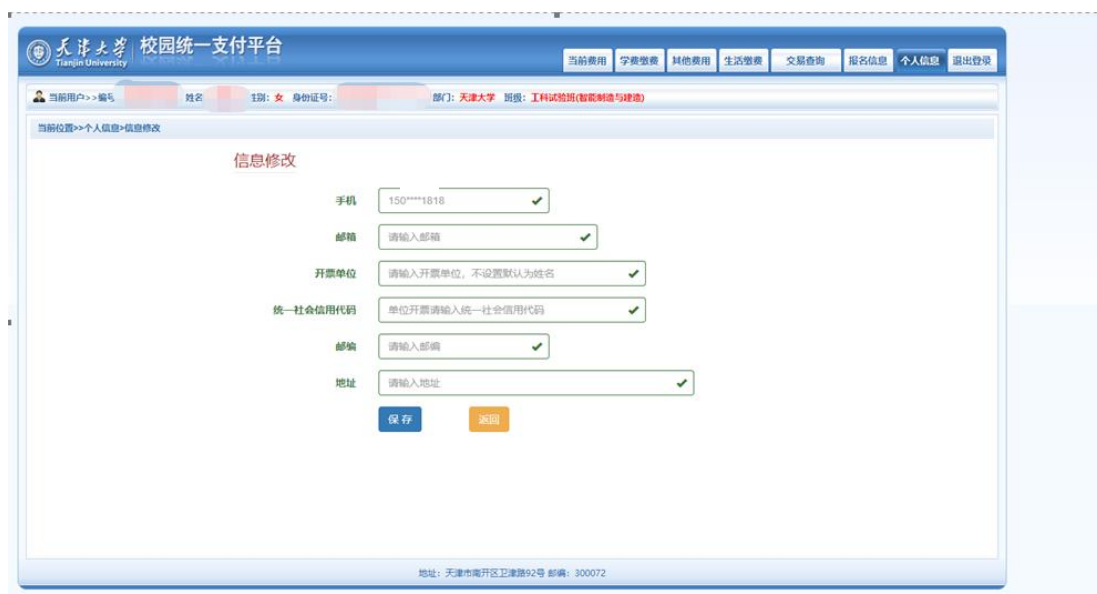 天津大学 校园统一支付平台
Tianjin University
当前费用 学费缴费 其他费用 生活缴费 交易查询 报名信息 个人信息 退出登录
当前用户>>编号 姓名 性别：女 身份证号： 部门：天津大学 班级：工科试验班(智能制造与建造)
当前位置>>个人信息>信息修改
信息修改
手机 150****1818
邮箱 请输入邮箱
开票单位 请输入开票单位，不设置默认为姓名
统一社会信用代码 单位开票请输入统一社会信用代码
邮编 请输入邮编
地址 请输入地址
保存 返回
地址：天津市南开区卫津路92号 邮编：300072